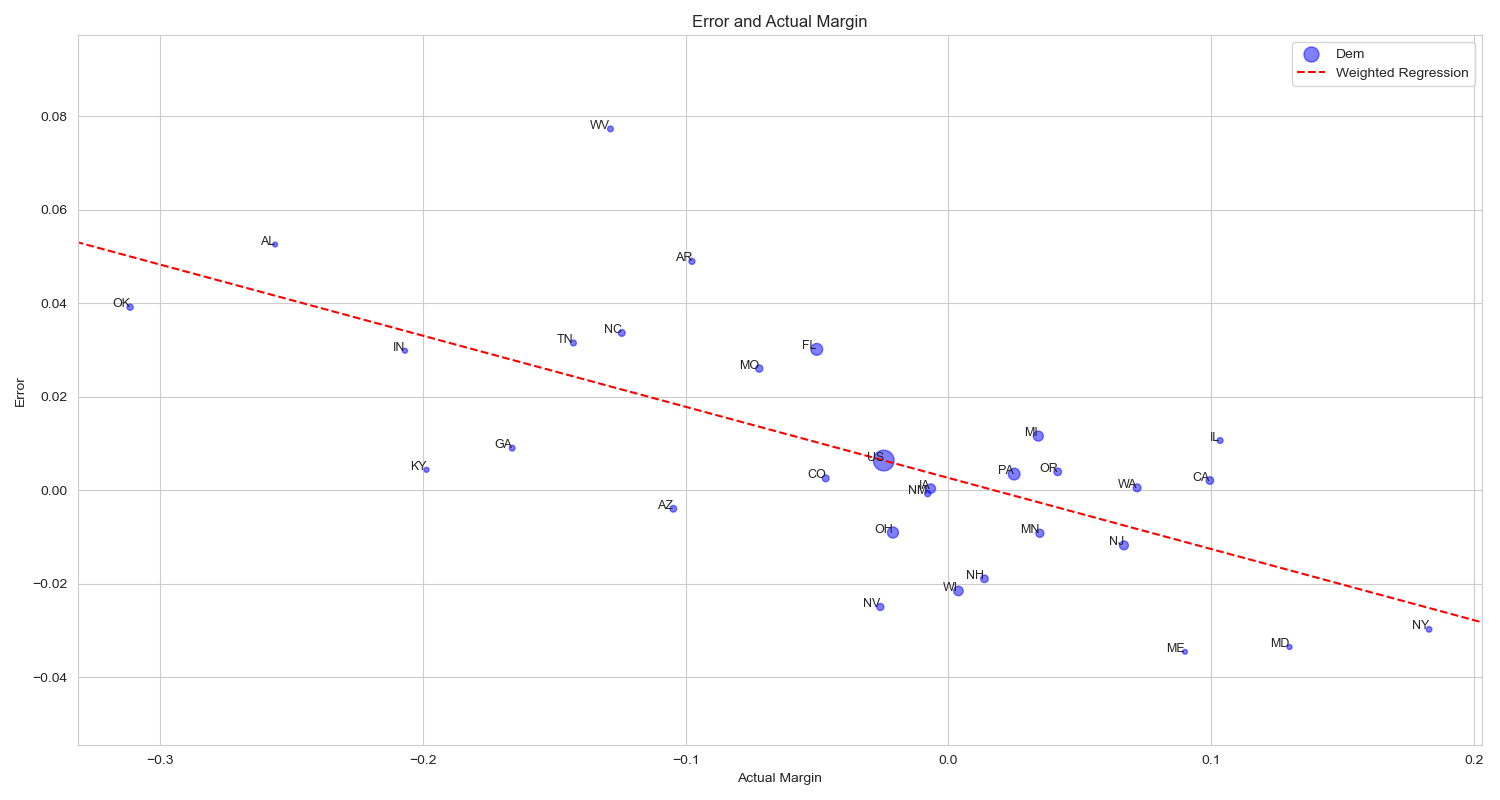 Error and Actual Margin
Dem
Weighted Regression
0.08
0.06
0.04
0.02
0.00
−0.02
−0.04
Error
WV
AL
AR
OK
NC
TN
FL
IN
MO
MI
IL
GA
US
KY
PA
OR
CO
CA
WA
IA
NM
AZ
OH
MN
NJ
NH
WI
NV
NY
MD
ME
−0.3
−0.2
−0.1
0.0
0.1
0.2
Actual Margin